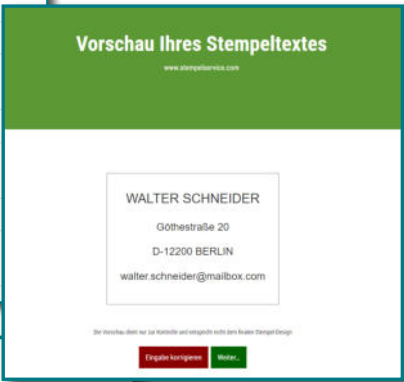 Vorschau Ihres Stempeltextes
www.stempelservice.com
WALTER SCHNEIDER
Göthestraße 20
D-12200 BERLIN
walter.schneider@mailbox.com
Der Vorschau dient nur zur Kontrolle und entspricht nicht dem finalen Stempel-Design
Eingabe korrigieren Weiter..